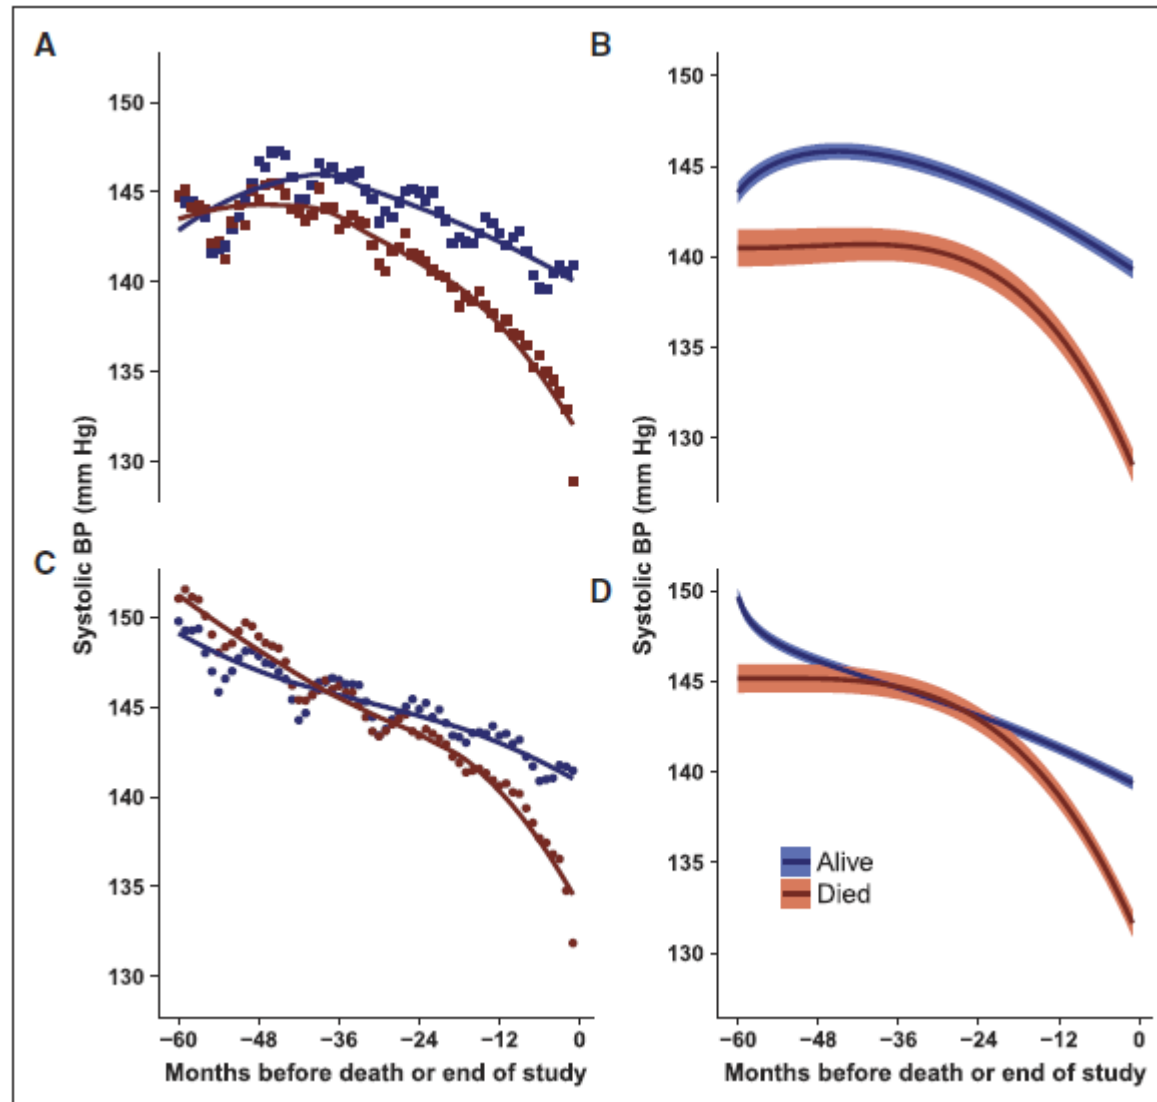 A
B
150
145
140
135
130
150
145
140
135
130
Systolic BP (mm Hg)
Systolic BP (mm Hg)
C
D
150
145
140
135
130
150
145
140
135
130
Alive
Died
−60 −48 −36 −24 −12 0
−60 −48 −36 −24 −12 0
Months before death or end of study
Months before death or end of study